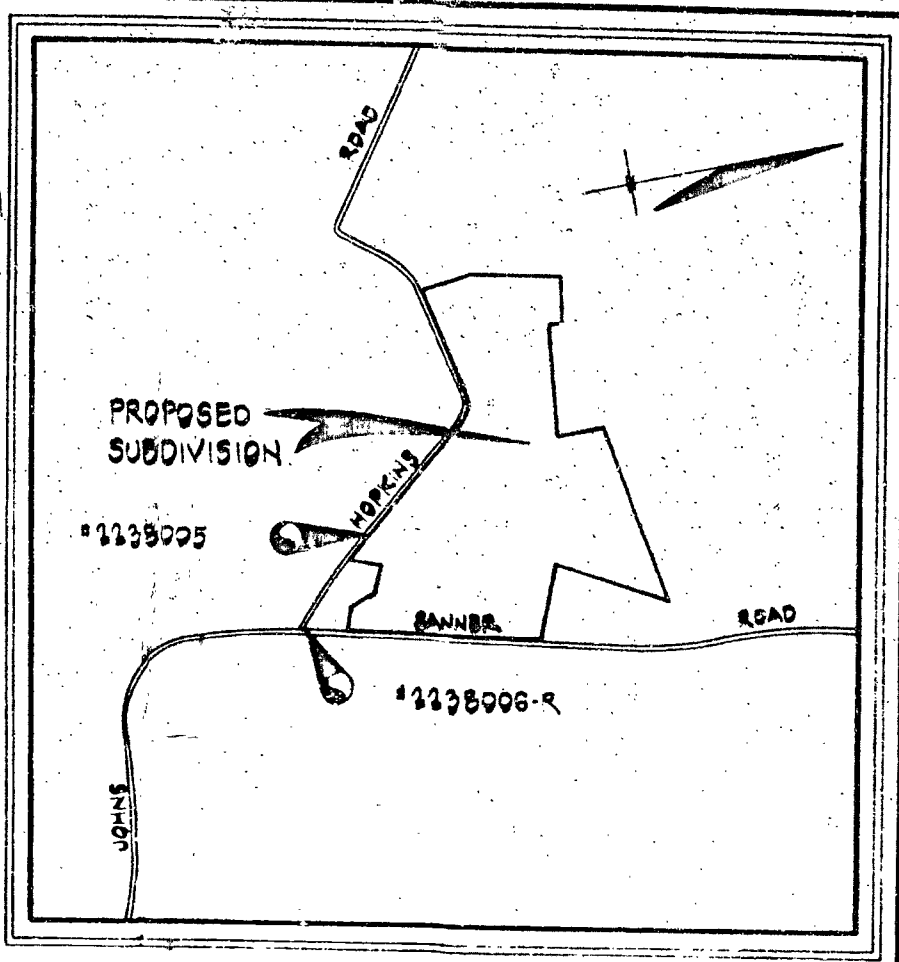 ROAD
PROPOSED
SUBDIVISION
HOPKINS
#2238005
BANNER
ROAD
#2238006-R
JOHNS